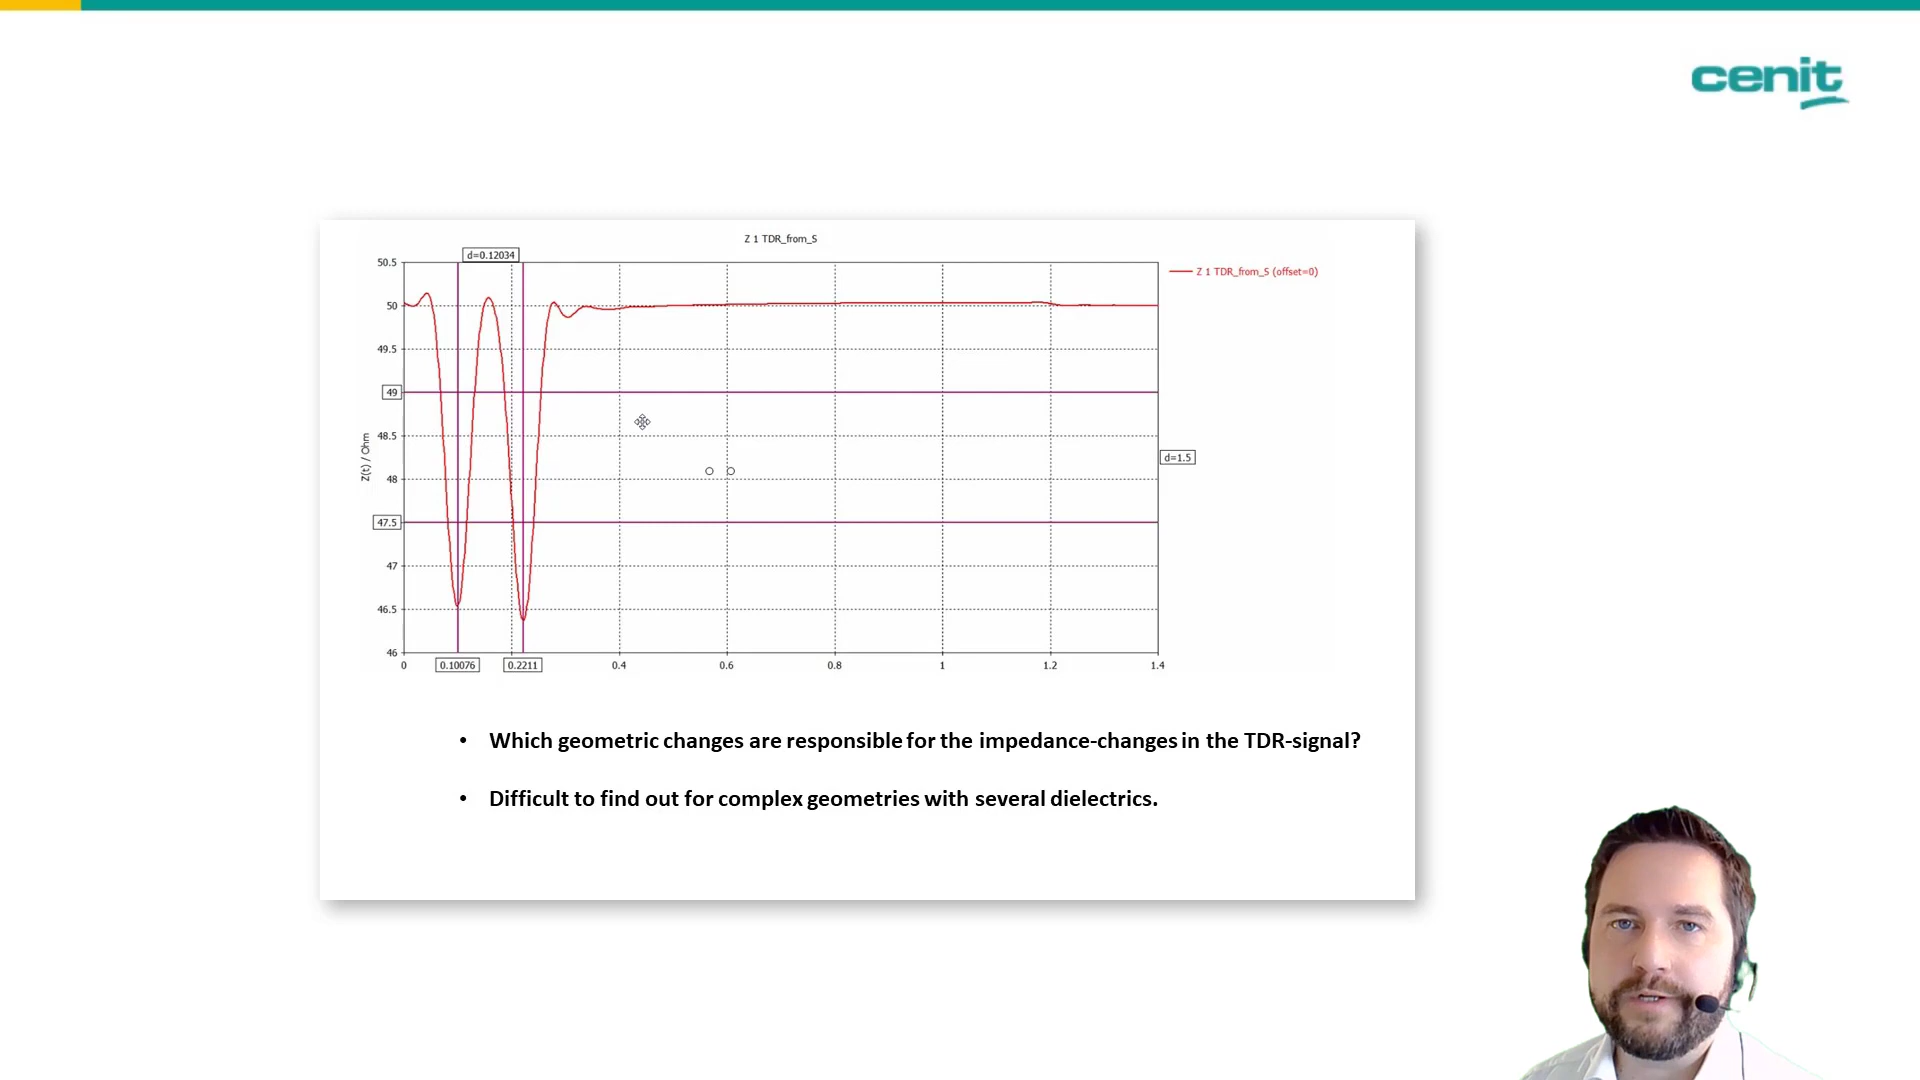 cenit
Z 1 TDR_from_S
d=0.12034
Z 1 TDR_from_S (offset=0)
50.5
50
49.5
49
48.5
48
47.5
47
46.5
46
Z(t) / Ohm
d=1.5
0 0.10076 0.2211 0.4 0.6 0.8 1 1.2 1.4
• Which geometric changes are responsible for the impedance-changes in the TDR-signal?
• Difficult to find out for complex geometries with several dielectrics.